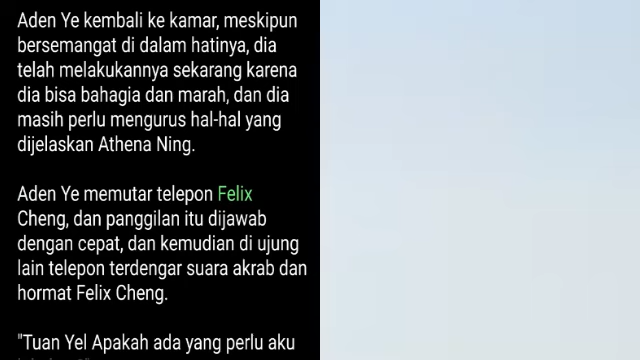 Aden Ye kembali ke kamar, meskipun
bersemangat di dalam hatinya, dia
telah melakukannya sekarang karena
dia bisa bahagia dan marah, dan dia
masih perlu mengurus hal-hal yang
dijelaskan Athena Ning.
Aden Ye memutar telepon Felix
Cheng, dan panggilan itu dijawab
dengan cepat, dan kemudian di ujung
lain telepon terdengar suara akrab dan
hormat Felix Cheng.
"Tuan Yel Apakah ada yang perlu aku